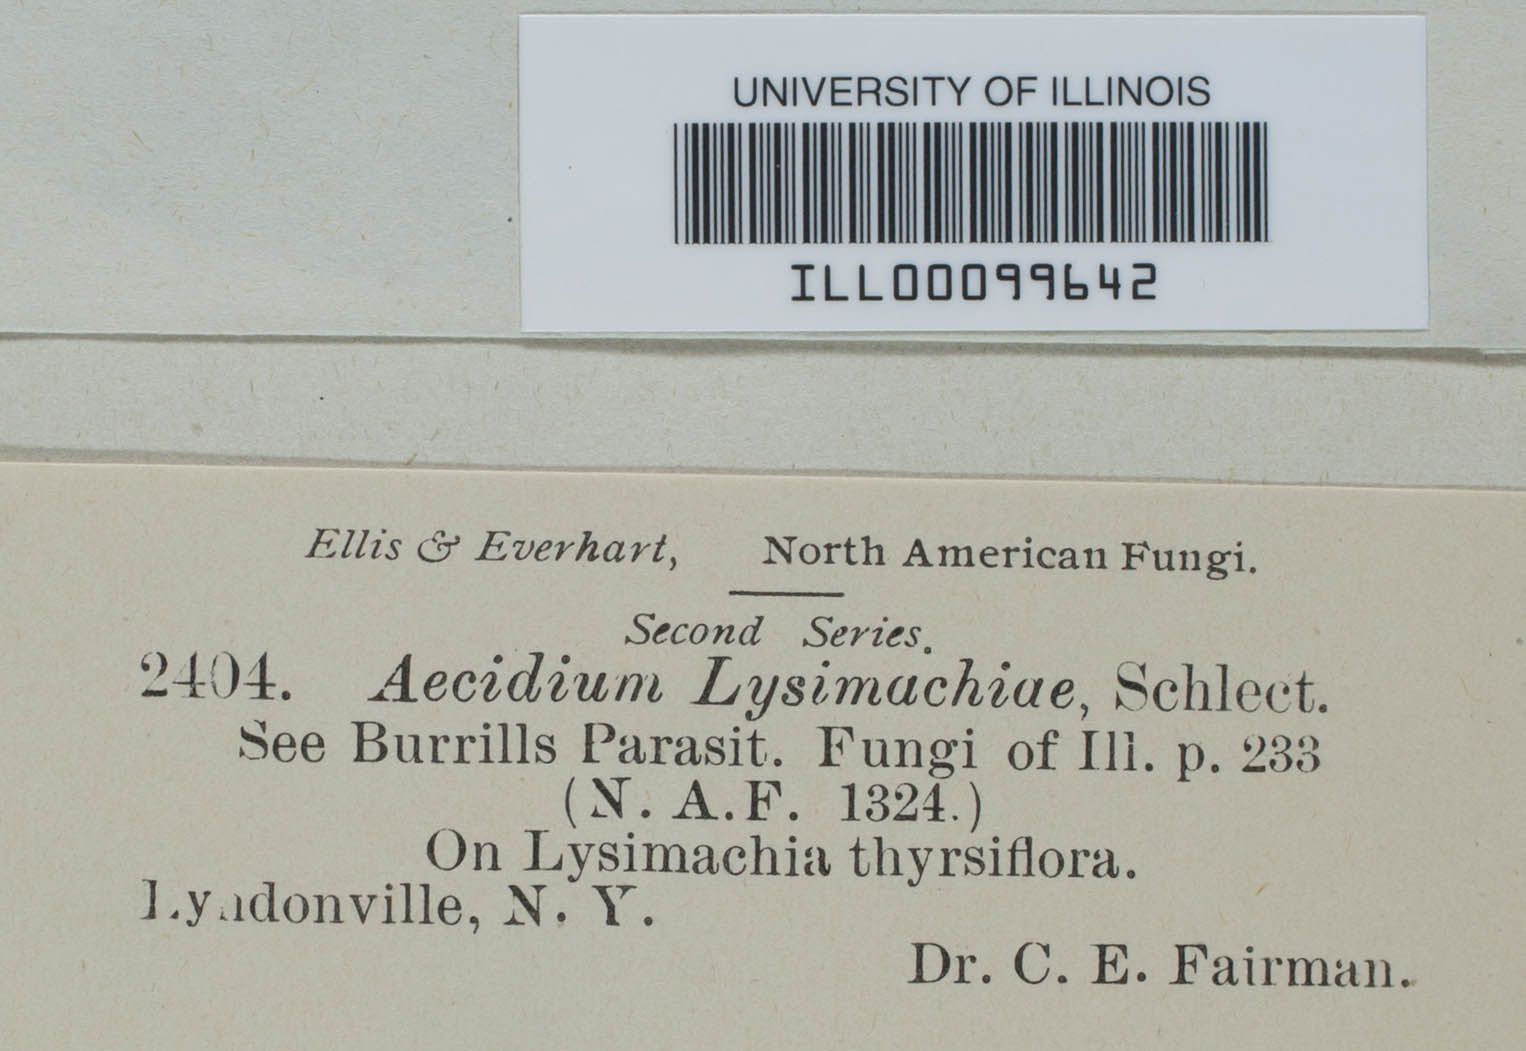 UNIVERSITY OF ILLINOIS
ILL00099642
Ellis & Everhart, North American Fungi.
Second Series.
2404. Aecidium Lysimachiae, Schlect.
See Burrills Parasit. Fungi of Ill. p. 233
(N. A. F. 1324.)
On Lysimachia thyrsiflora.
Lyndonville, N. Y.
Dr. C. E. Fairman.